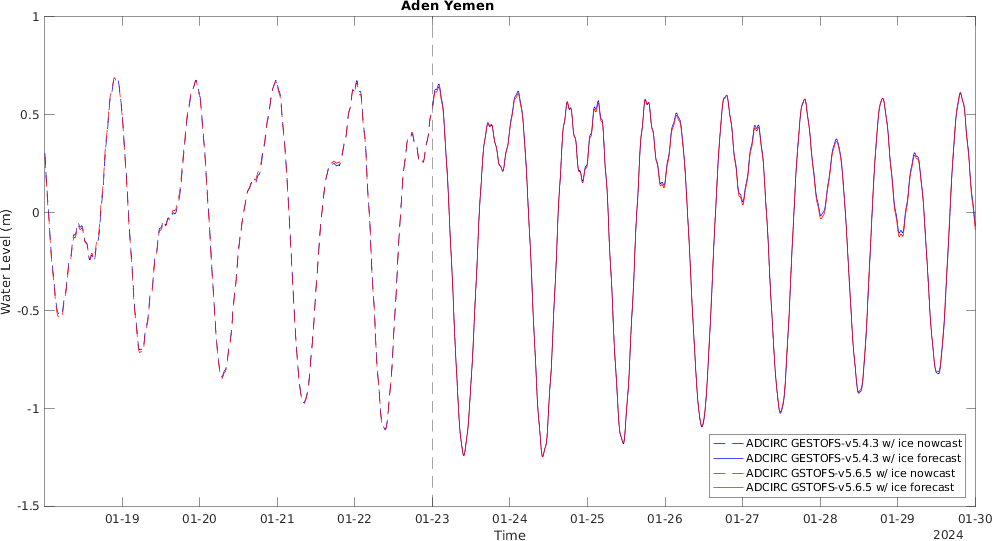 Aden Yemen
1
0.5
0
-0.5
-1
-1.5
Water Level (m)
ADCIRC GESTOFS-v5.4.3 w/ ice nowcast
ADCIRC GESTOFS-v5.4.3 w/ ice forecast
ADCIRC GSTOFS-v5.6.5 w/ ice nowcast
ADCIRC GSTOFS-v5.6.5 w/ ice forecast
01-19 01-20 01-21 01-22 01-23 01-24 01-25 01-26 01-27 01-28 01-29 01-30
Time
2024